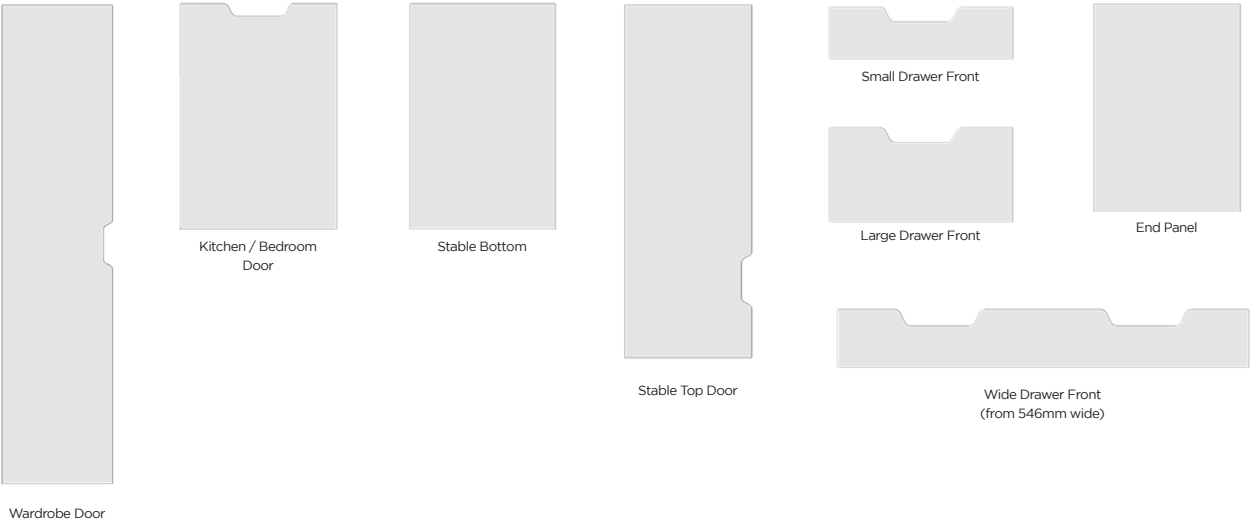 Small Drawer Front
Large Drawer Front
End Panel
Kitchen / Bedroom
Door
Stable Bottom
Stable Top Door
Wide Drawer Front
(from 546mm wide)
Wardrobe Door